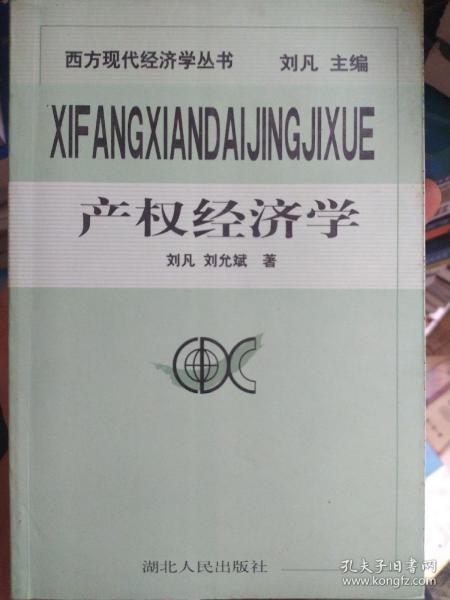 西方现代经济学丛书 刘凡 主编
XIFANGXIANDAIJINGJIXUE
产权经济学
刘凡 刘允斌 著
CDC
湖北人民出版社
孔夫子旧书网
www.kongfz.com